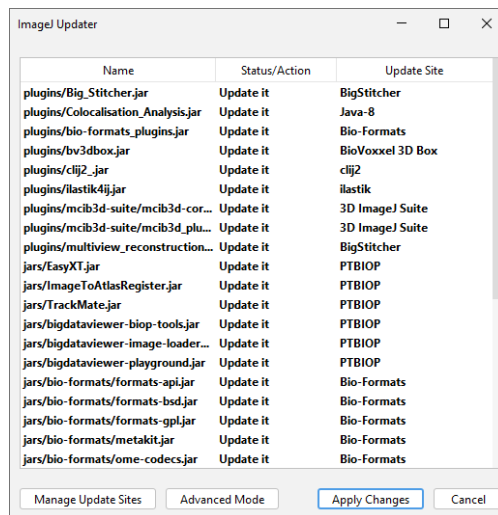 ImageJ Updater
Name Status/Action Update Site
plugins/Big_Stitcher.jar Update it BigStitcher
plugins/Colocalisation_Analysis.jar Update it Java-8
plugins/bio-formats_plugins.jar Update it Bio-Formats
plugins/bv3dbox.jar Update it BioVoxxel 3D Box
plugins/clij2_.jar Update it clij2
plugins/ilastik4ij.jar Update it ilastik
plugins/mcib3d-suite/mcib3d-cor... Update it 3D ImageJ Suite
plugins/mcib3d-suite/mcib3d_plu... Update it 3D ImageJ Suite
plugins/multiview_reconstruction... Update it BigStitcher
jars/EasyXT.jar Update it PTBIOP
jars/ImageToAtlasRegister.jar Update it PTBIOP
jars/TrackMate.jar Update it PTBIOP
jars/bigdataviewer-biop-tools.jar Update it PTBIOP
jars/bigdataviewer-image-loader... Update it PTBIOP
jars/bigdataviewer-playground.jar Update it PTBIOP
jars/bio-formats/formats-api.jar Update it Bio-Formats
jars/bio-formats/formats-bsd.jar Update it Bio-Formats
jars/bio-formats/formats-gpl.jar Update it Bio-Formats
jars/bio-formats/metakit.jar Update it Bio-Formats
jars/bio-formats/ome-codecs.jar Update it Bio-Formats
Manage Update Sites Advanced Mode Apply Changes Cancel